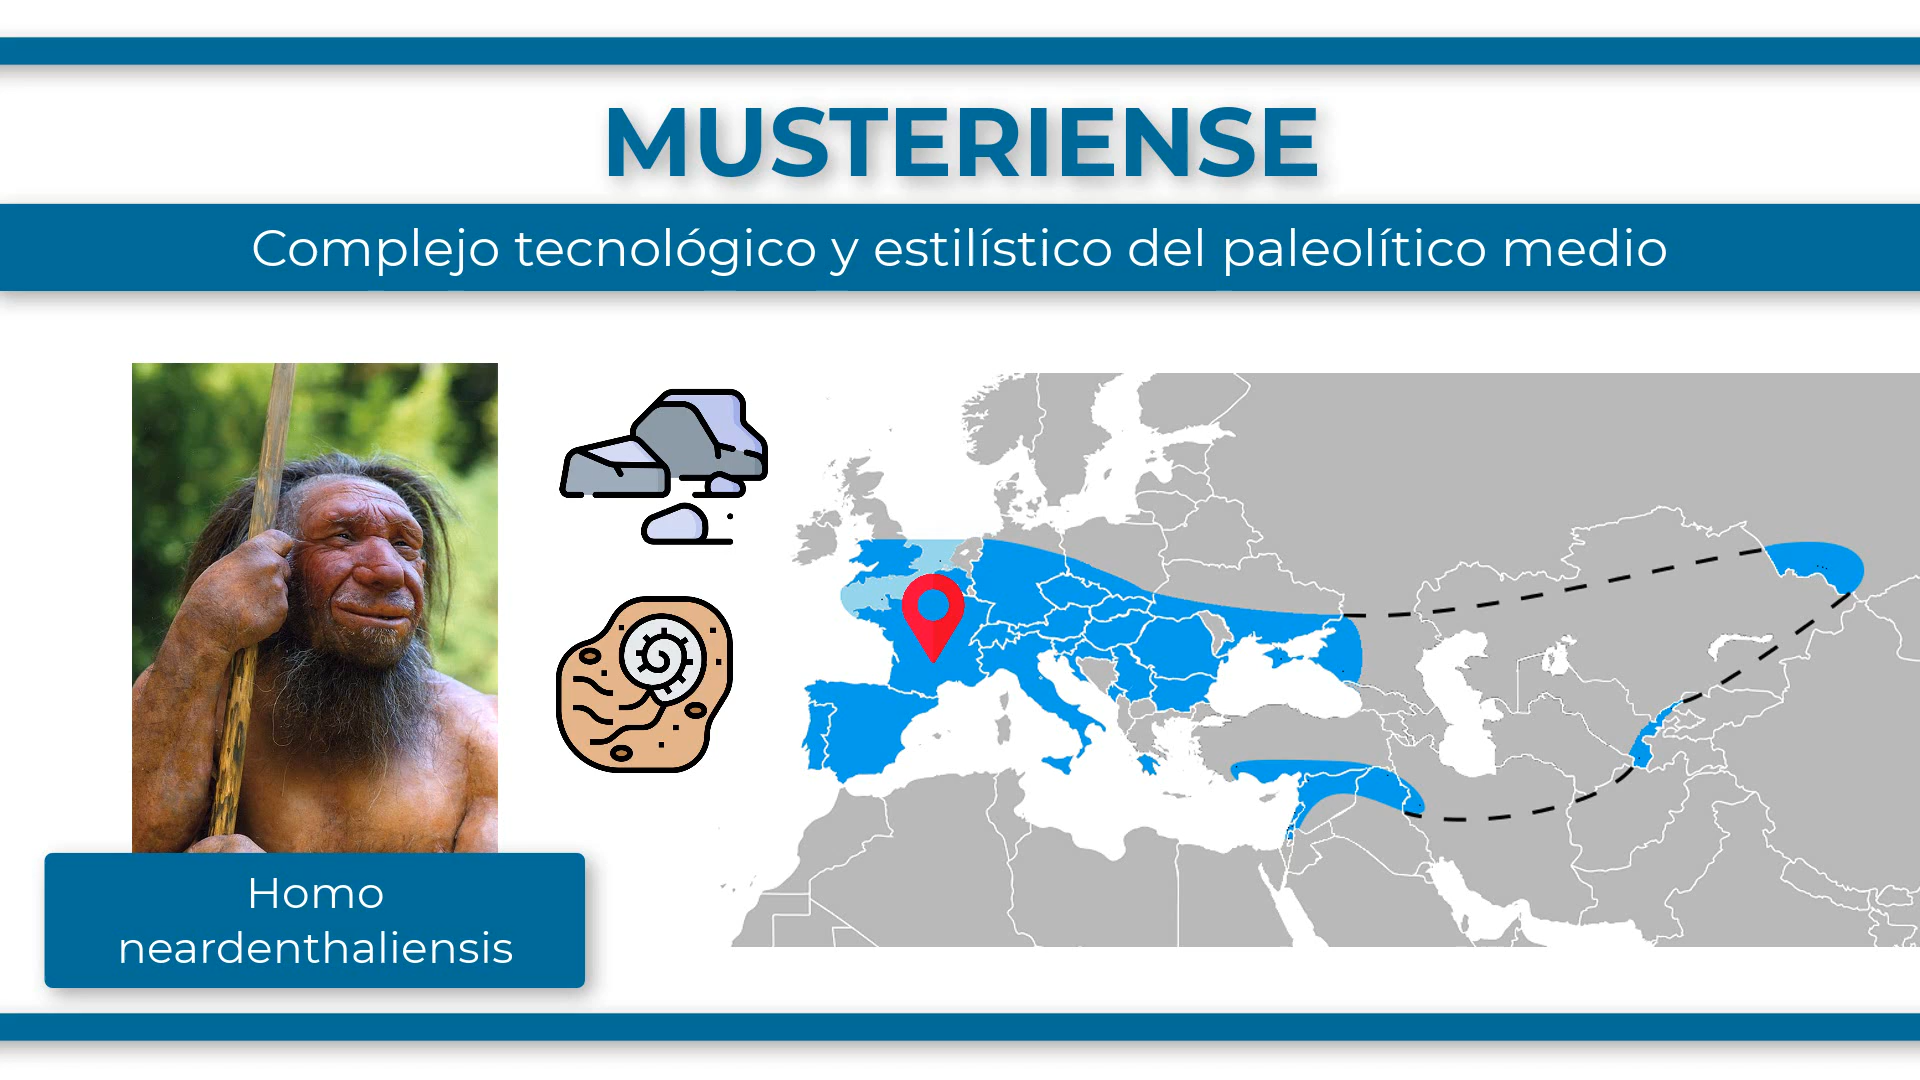 MUSTERIENSE
Complejo tecnológico y estilístico del paleolítico medio
Homo
neardenthaliensis